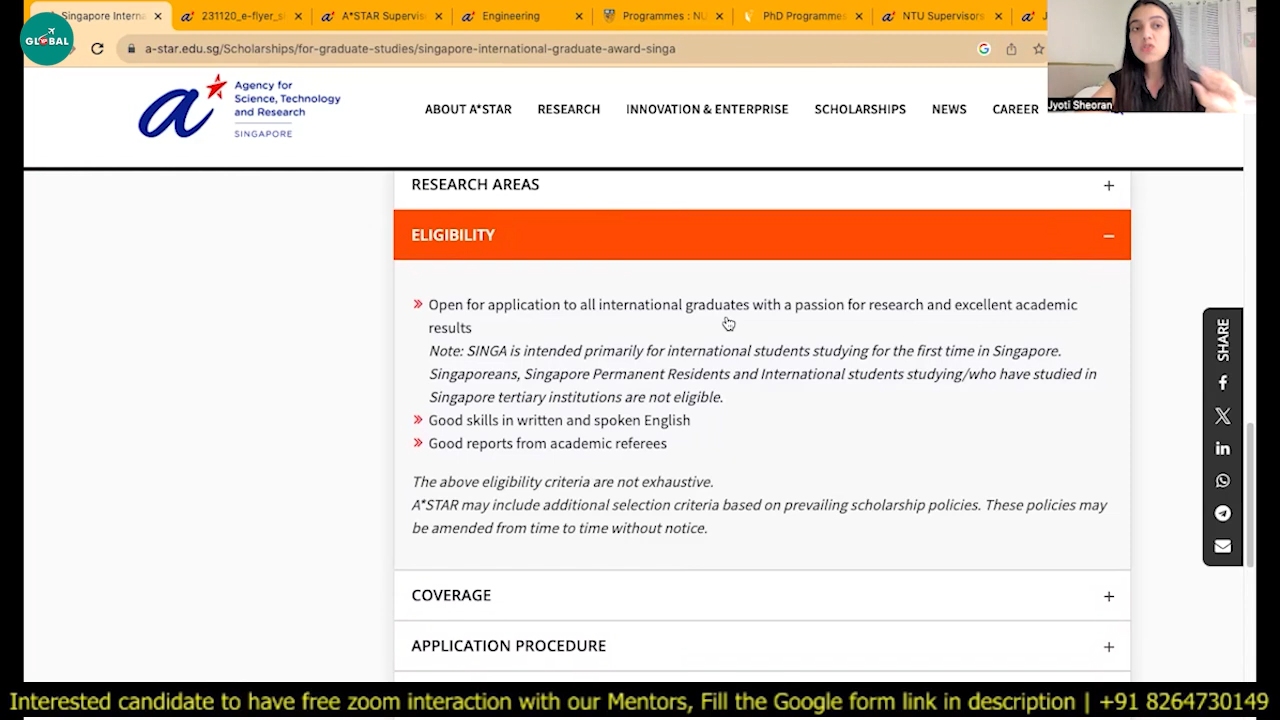 Singapore Interna
231120_e-flyer_s
A*STAR Supervis
Engineering
Programmes : NU
PhD Programmes
NTU Supervisors
GLOBAL
a-star.edu.sg/Scholarships/for-graduate-studies/singapore-international-graduate-award-singa
Jyoti Sheoran
Agency for
Science, Technology
and Research
SINGAPORE
ABOUT A*STAR
RESEARCH
INNOVATION & ENTERPRISE
SCHOLARSHIPS
NEWS
CAREER
RESEARCH AREAS
ELIGIBILITY
Open for application to all international graduates with a passion for research and excellent academic
results
Note: SINGA is intended primarily for international students studying for the first time in Singapore.
Singaporeans, Singapore Permanent Residents and International students studying/who have studied in
Singapore tertiary institutions are not eligible.
Good skills in written and spoken English
Good reports from academic referees
The above eligibility criteria are not exhaustive.
A*STAR may include additional selection criteria based on prevailing scholarship policies. These policies may
be amended from time to time without notice.
COVERAGE
APPLICATION PROCEDURE
SHARE
Interested candidate to have free zoom interaction with our Mentors, Fill the Google form link in description | +91 8264730149